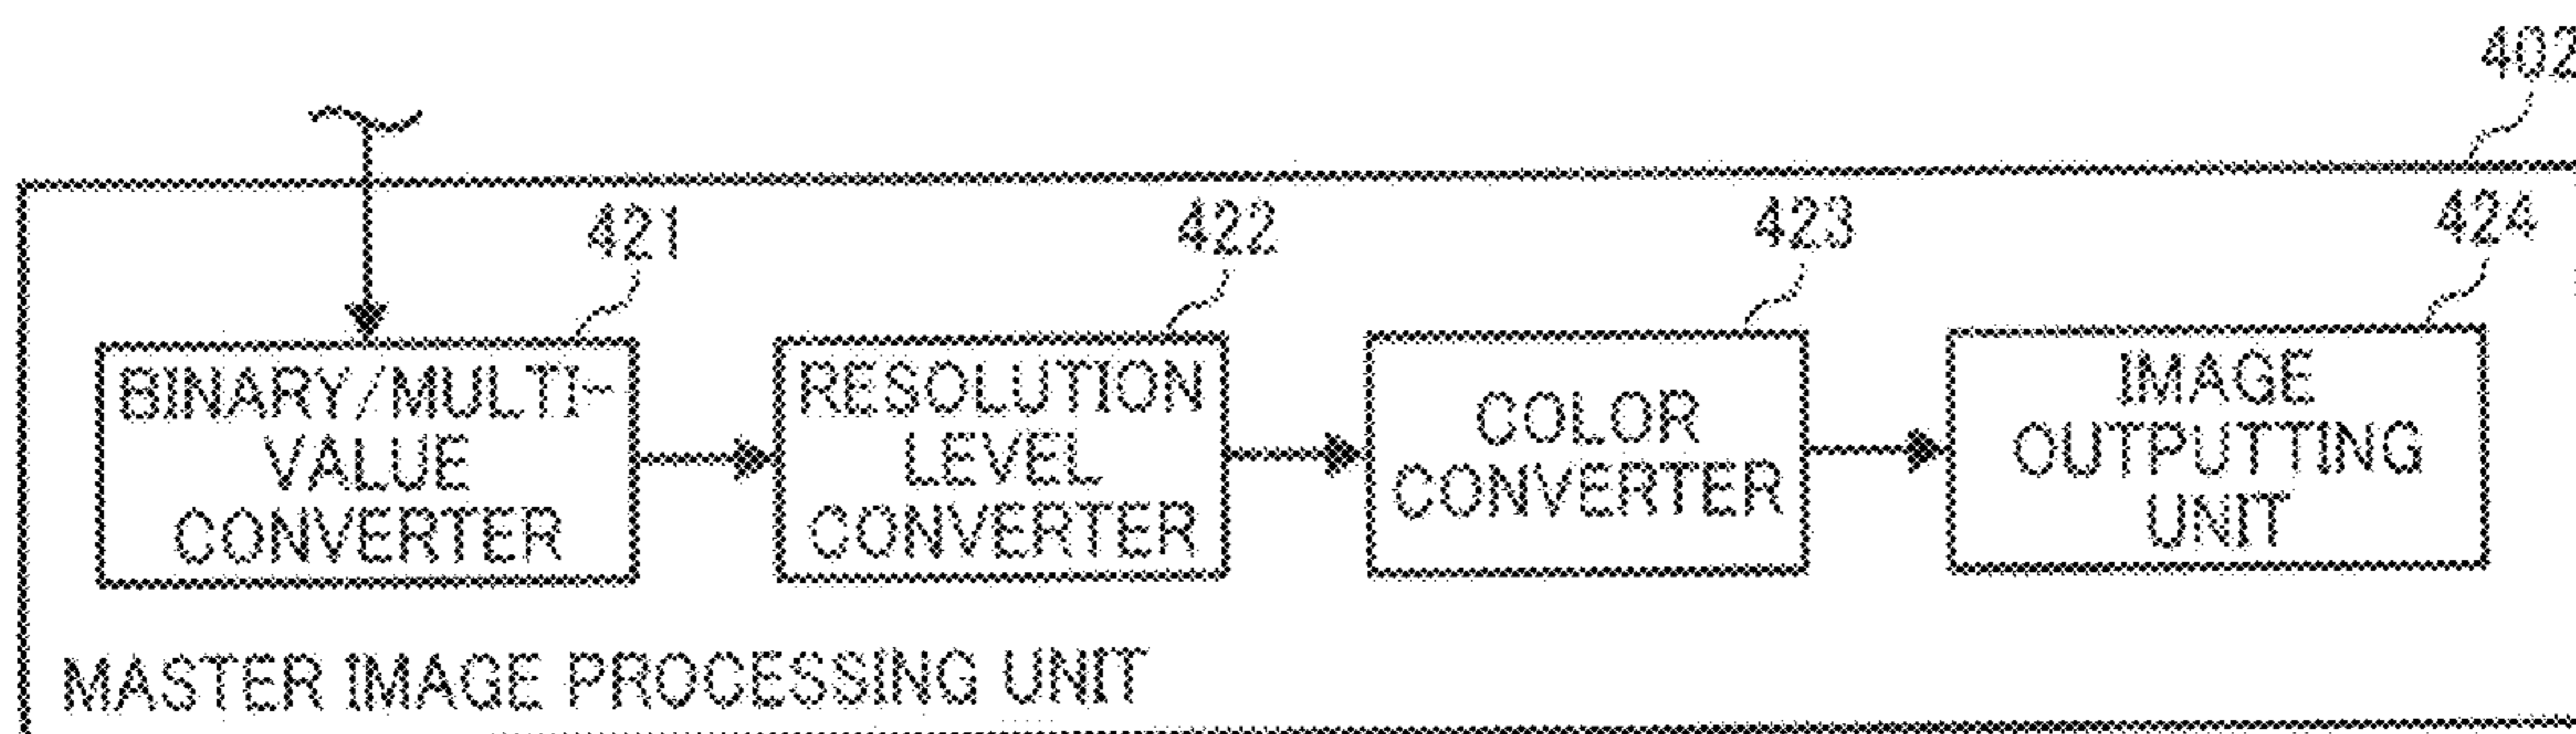 402
421
422
423
424
BINARY/MULTI-
VALUE
CONVERTER
RESOLUTION
LEVEL
CONVERTER
COLOR
CONVERTER
IMAGE
OUTPUTTING
UNIT
MASTER IMAGE PROCESSING UNIT